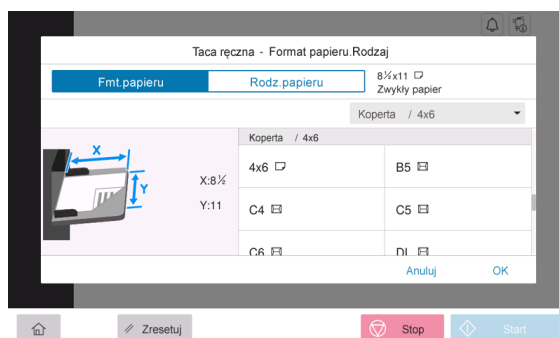 Taca ręczna - Format papieru.Rodzaj
Fmt.papieru
Rodz.papieru
8½x11
Zwykły papier
Koperta / 4x6
Koperta / 4x6
X
Y
X:8½
Y:11
4x6
B5
C4
C5
C6
DL
Anuluj
OK
Zresetuj
Stop
Start